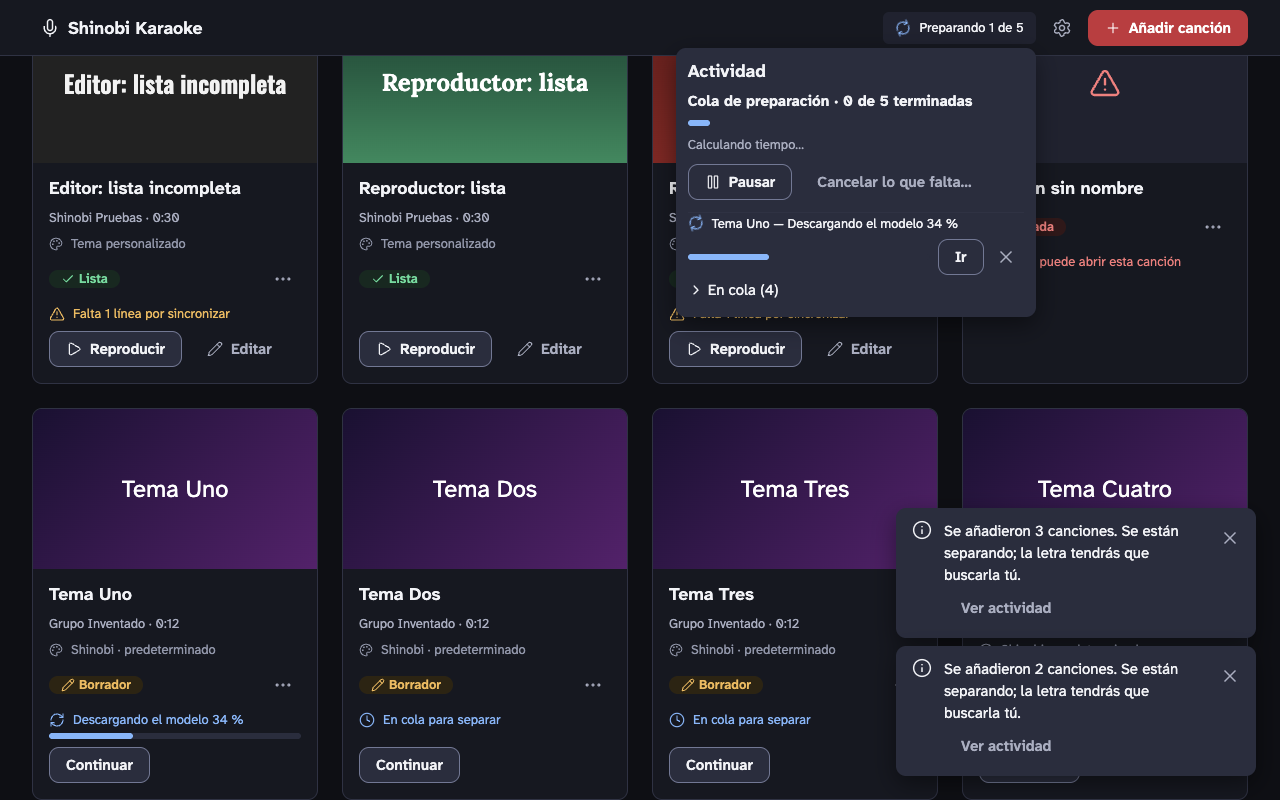 Shinobi Karaoke
Preparando 1 de 5
Añadir canción
Editor: lista incompleta
Reproductor: lista
Editor: lista incompleta
Shinobi Pruebas · 0:30
Tema personalizado
Lista
Falta 1 línea por sincronizar
Reproducir
Editar
Reproductor: lista
Shinobi Pruebas · 0:30
Tema personalizado
Lista
Reproducir
Editar
Reproducir
Editar
Actividad
Cola de preparación · 0 de 5 terminadas
Calculando tiempo...
Pausar
Cancelar lo que falta...
Tema Uno — Descargando el modelo 34 %
Ir
En cola (4)
sin nombre
puede abrir esta canción
Tema Uno
Tema Uno
Grupo Inventado · 0:12
Shinobi · predeterminado
Borrador
Descargando el modelo 34 %
Continuar
Tema Dos
Tema Dos
Grupo Inventado · 0:12
Shinobi · predeterminado
Borrador
En cola para separar
Continuar
Tema Tres
Tema Tres
Grupo Inventado · 0:12
Shinobi · predeterminado
Borrador
En cola para separar
Continuar
Tema Cuatro
Se añadieron 3 canciones. Se están
separando; la letra tendrás que
buscarla tú.
Ver actividad
Se añadieron 2 canciones. Se están
separando; la letra tendrás que
buscarla tú.
Ver actividad